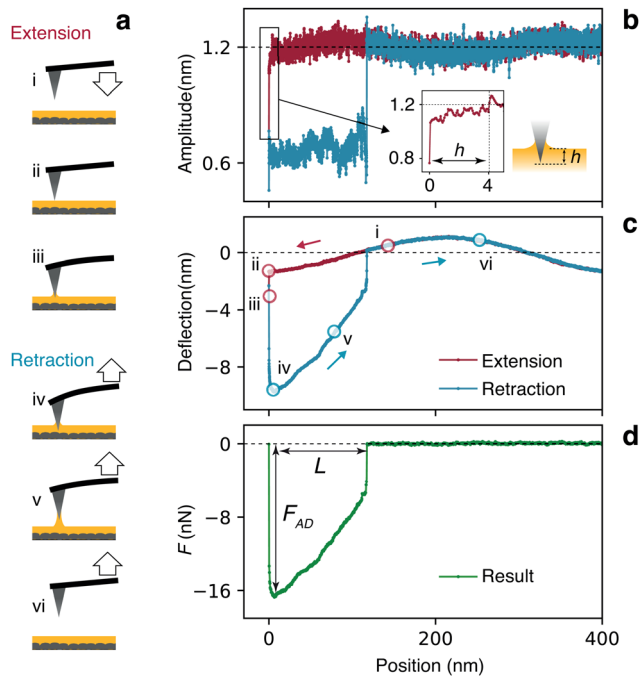 a
Extension
i
ii
iii
Retraction
iv
v
vi
b
Amplitude(nm)
1.2
0.6
1.2
0.8
0
4
h
h
c
Deflection(nm)
0
−4
−8
i
ii
iii
iv
v
vi
Extension
Retraction
d
F (nN)
0
−8
−16
L
F_AD
Result
0
200
400
Position (nm)